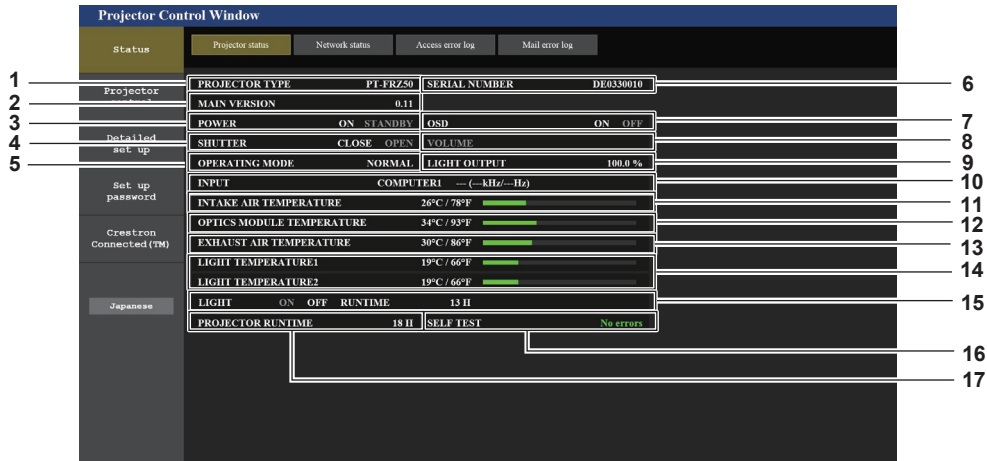 Projector Control Window
Status
Projector status Network status Access error log Mail error log
1 PROJECTOR TYPE PT-FRZ50 SERIAL NUMBER DE0330010 6
Projector
2 MAIN VERSION 0.11
3 POWER ON STANDBY OSD ON OFF 7
Detailed
set up
4 SHUTTER CLOSE OPEN VOLUME 8
5 OPERATING MODE NORMAL LIGHT OUTPUT 100.0 % 9
Set up
password
INPUT COMPUTER1 --- (---kHz/---Hz) 10
INTAKE AIR TEMPERATURE 26°C / 78°F 11
OPTICS MODULE TEMPERATURE 34°C / 93°F 12
Crestron
Connected(TM)
EXHAUST AIR TEMPERATURE 30°C / 86°F 13
LIGHT TEMPERATURE1 19°C / 66°F 14
LIGHT TEMPERATURE2 19°C / 66°F
Japanese
LIGHT ON OFF RUNTIME 13 H 15
PROJECTOR RUNTIME 18 H SELF TEST No errors
16
17